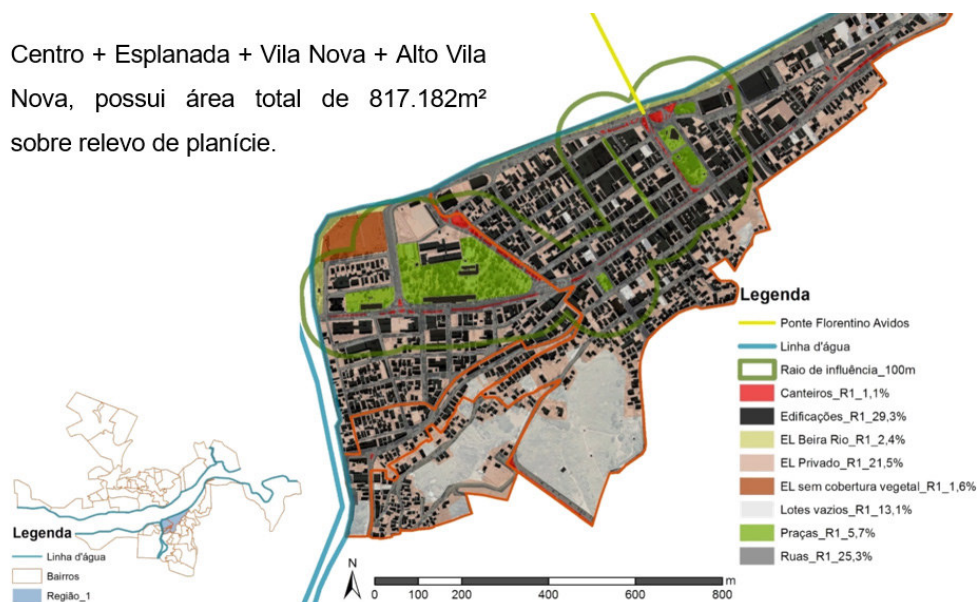 Centro + Esplanada + Vila Nova + Alto Vila
Nova, possui área total de 817.182m²
sobre relevo de planície.
Legenda
Ponte Florentino Avidos
Linha d'água
Raio de influência_100m
Canteiros_R1_1,1%
Edificações_R1_29,3%
EL Beira Rio_R1_2,4%
EL Privado_R1_21,5%
EL sem cobertura vegetal_R1_1,6%
Lotes vazios_R1_13,1%
Praças_R1_5,7%
Ruas_R1_25,3%
Legenda
Linha d'água
Bairros
Região_1
N
m
0 100 200 400 600 800